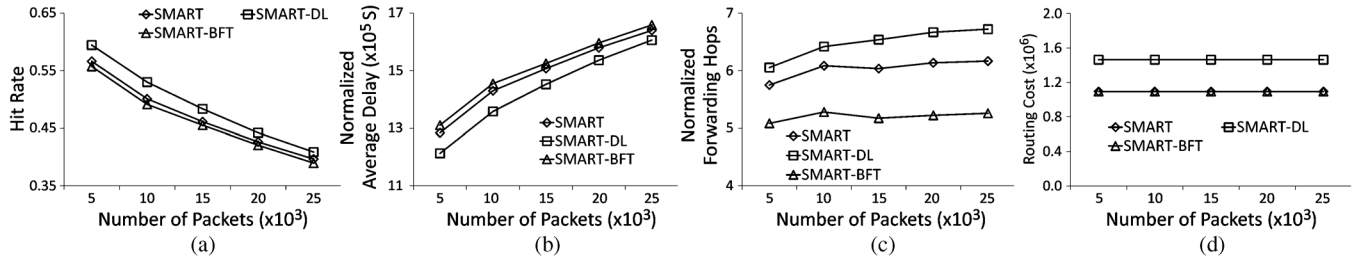 SMART
SMART-DL
SMART-BFT
0.65
0.55
0.45
0.35
Hit Rate
5 10 15 20 25
Number of Packets (x10³)
(a)
17
15
13
11
Normalized
Average Delay (x10⁵ S)
SMART
SMART-DL
SMART-BFT
5 10 15 20 25
Number of Packets (x10³)
(b)
7
6
5
4
Normalized
Forwarding Hops
SMART
SMART-DL
SMART-BFT
5 10 15 20 25
Number of Packets (x10³)
(c)
2.0
1.6
1.2
0.8
0.4
0.0
Routing Cost (x10⁶)
SMART
SMART-DL
SMART-BFT
5 10 15 20 25
Number of Packets (x10³)
(d)